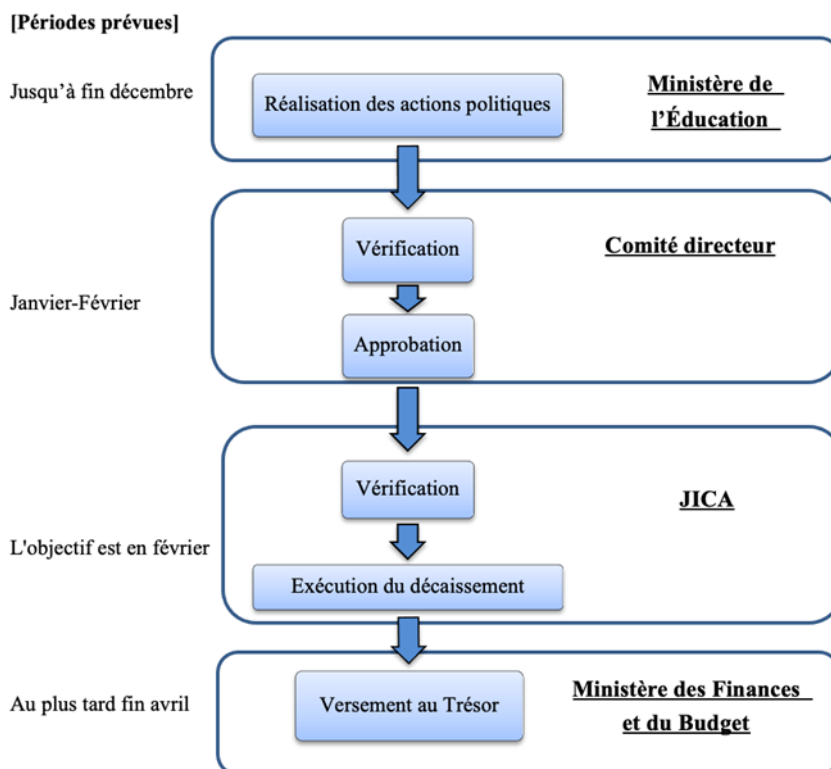 [Périodes prévues]
Jusqu’à fin décembre
Réalisation des actions politiques
Ministère de
l’Éducation
Janvier-Février
Vérification
Approbation
Comité directeur
L'objectif est en février
Vérification
Exécution du décaissement
JICA
Au plus tard fin avril
Versement au Trésor
Ministère des Finances
et du Budget